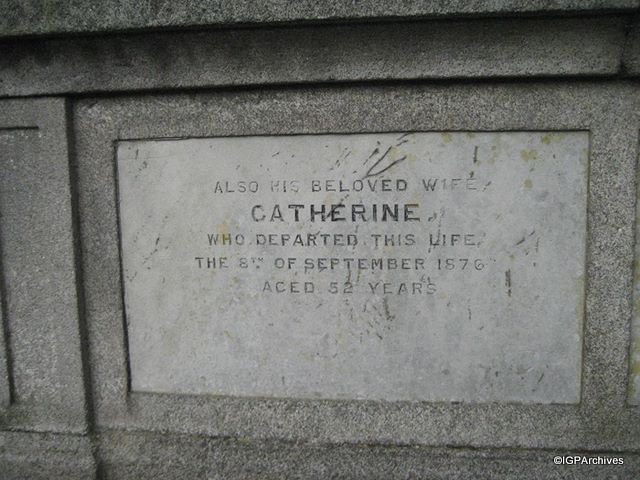 ALSO HIS BELOVED WIFE,
CATHERINE,
WHO DEPARTED THIS LIFE,
THE 8TH OF SEPTEMBER 1876
AGED 52 YEARS
©IGPArchives